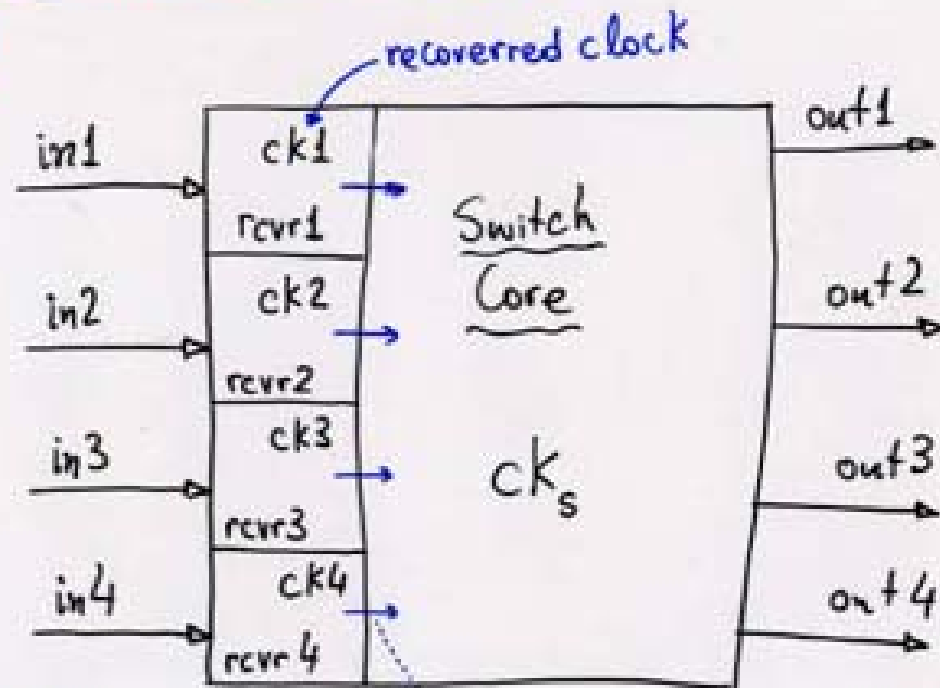 recoverred clock
in1
ck1
rcvr1
out1
Switch
Core
in2
ck2
rcvr2
out2
in3
ck3
rcvr3
cks
out3
in4
ck4
rcvr 4
out4